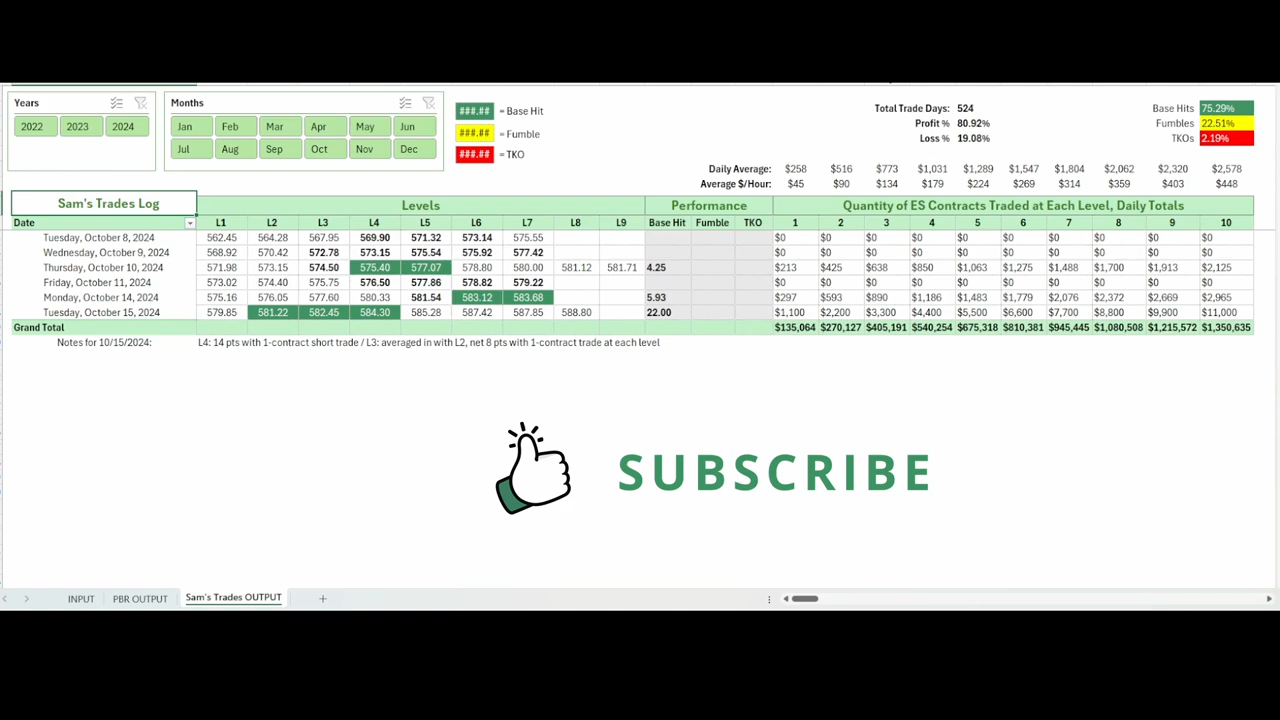 Years
2022 2023 2024
Months
Jan Feb Mar Apr May Jun
Jul Aug Sep Oct Nov Dec
###.## = Base Hit
###.## = Fumble
###.## = TKO
Total Trade Days: 524
Profit % 80.92%
Loss % 19.08%
Base Hits 75.29%
Fumbles 22.51%
TKOs 2.19%
Daily Average: $258 $516 $773 $1,031 $1,289 $1,547 $1,804 $2,062 $2,320 $2,578
Average $/Hour: $45 $90 $134 $179 $224 $269 $314 $359 $403 $448
Sam's Trades Log Levels Performance Quantity of ES Contracts Traded at Each Level, Daily Totals
Date L1 L2 L3 L4 L5 L6 L7 L8 L9 Base Hit Fumble TKO 1 2 3 4 5 6 7 8 9 10
Tuesday, October 8, 2024 562.45 564.28 567.95 569.90 571.32 573.14 575.55 $0 $0 $0 $0 $0 $0 $0 $0 $0 $0
Wednesday, October 9, 2024 568.92 570.42 572.78 573.15 575.54 575.92 577.42 $0 $0 $0 $0 $0 $0 $0 $0 $0 $0
Thursday, October 10, 2024 571.98 573.15 574.50 575.40 577.07 578.80 580.00 581.12 581.71 4.25 $213 $425 $638 $850 $1,063 $1,275 $1,488 $1,700 $1,913 $2,125
Friday, October 11, 2024 573.02 574.40 575.75 576.50 577.86 578.82 579.22 $0 $0 $0 $0 $0 $0 $0 $0 $0 $0
Monday, October 14, 2024 575.16 576.05 577.60 580.33 581.54 583.12 583.68 5.93 $297 $593 $890 $1,186 $1,483 $1,779 $2,076 $2,372 $2,669 $2,965
Tuesday, October 15, 2024 579.85 581.22 582.45 584.30 585.28 587.42 587.85 588.80 22.00 $1,100 $2,200 $3,300 $4,400 $5,500 $6,600 $7,700 $8,800 $9,900 $11,000
Grand Total $135,064 $270,127 $405,191 $540,254 $675,318 $810,381 $945,445 $1,080,508 $1,215,572 $1,350,635
Notes for 10/15/2024: L4: 14 pts with 1-contract short trade / L3: averaged in with L2, net 8 pts with 1-contract trade at each level
SUBSCRIBE
INPUT PBR OUTPUT Sam's Trades OUTPUT +